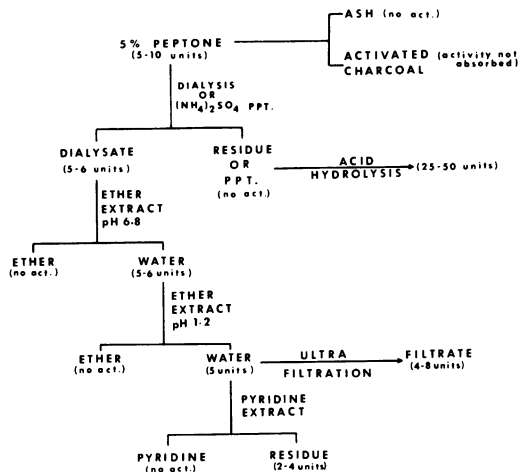 ASH (no act.)
5% PEPTONE
(5-10 units)
ACTIVATED (activity not
CHARCOAL absorbed)
DIALYSIS
OR
(NH4)2SO4 PPT.
DIALYSATE
(5-6 units)
RESIDUE
OR
PPT.
(no act.)
ACID
HYDROLYSIS
(25-50 units)
ETHER
EXTRACT
pH 6-8
ETHER
(no act.)
WATER
(5-6 units)
ETHER
EXTRACT
pH 1-2
ETHER
(no act.)
WATER
(5 units)
ULTRA
FILTRATION
FILTRATE
(4-8 units)
PYRIDINE
EXTRACT
PYRIDINE
(no act.)
RESIDUE
(2-4 units)